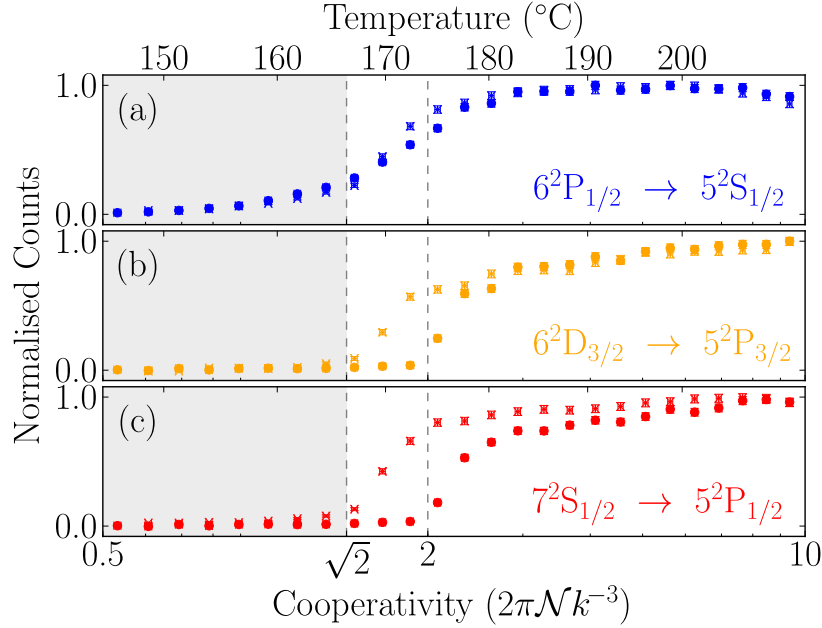 Temperature (°C)
150 160 170 180 190 200
Normalised Counts
1.0
(a)
6²P₁/₂ → 5²S₁/₂
0.0
1.0
(b)
6²D₃/₂ → 5²P₃/₂
0.0
1.0
(c)
7²S₁/₂ → 5²P₁/₂
0.0
0.5 √2 2 10
Cooperativity (2π𝒩k⁻³)